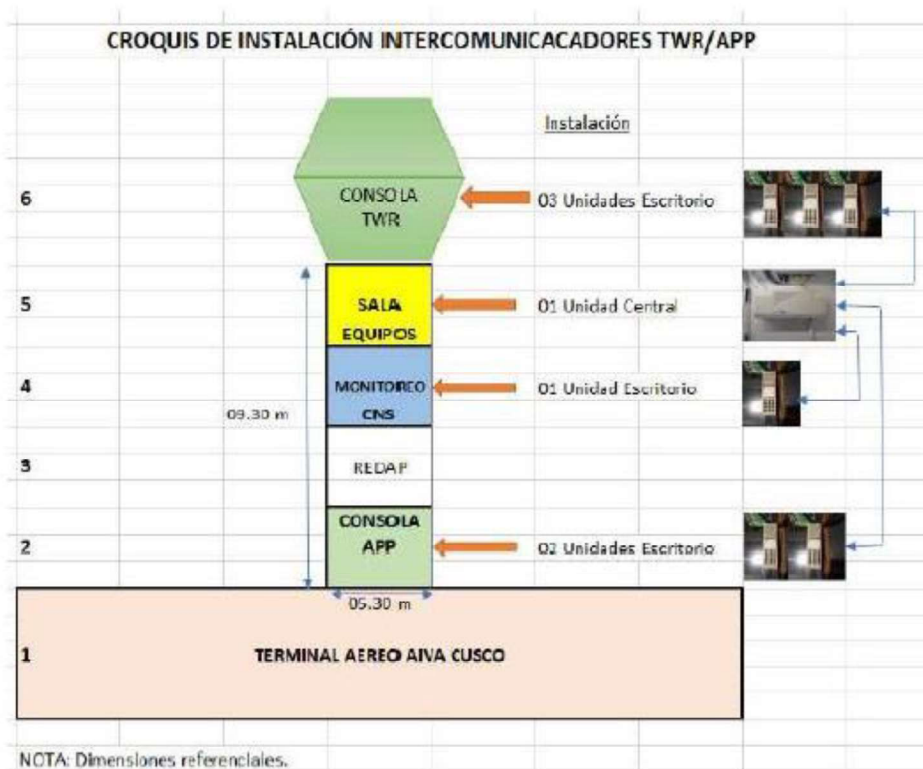 CROQUIS DE INSTALACIÓN INTERCOMUNICACADORES TWR/APP
Instalación
6
CONSOLA
TWR
03 Unidades Escritorio
5
SALA
EQUIPOS
01 Unidad Central
4
MONITOREO
CNS
01 Unidad Escritorio
09.30 m
3
REDAP
2
CONSOLA
APP
02 Unidades Escritorio
05.30 m
1
TERMINAL AEREO AIVA CUSCO
NOTA: Dimensiones referenciales.